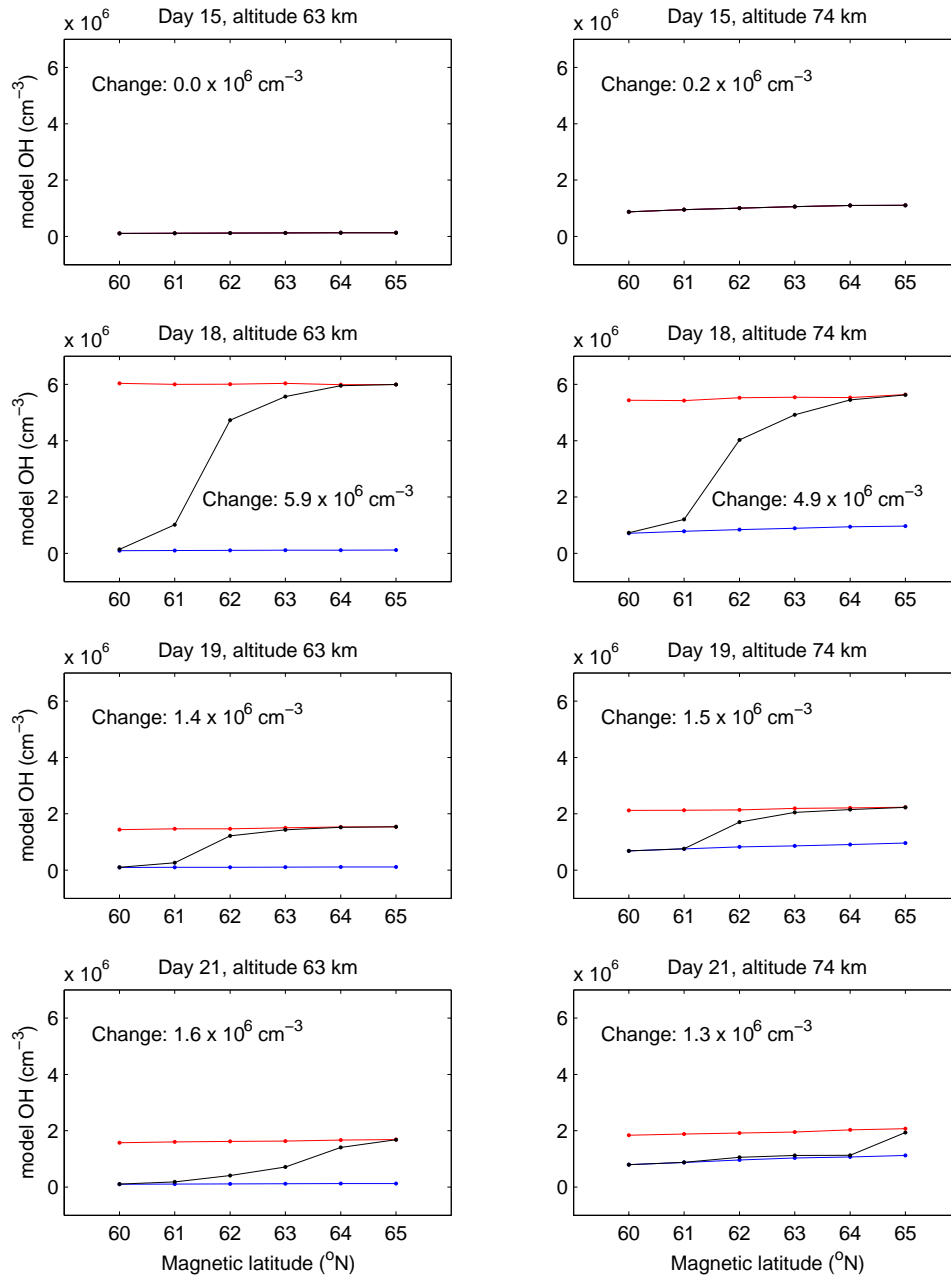 Day 15, altitude 63 km
x 10^6
Change: 0.0 x 10^6 cm^−3
model OH (cm^−3)
6
4
2
0
60 61 62 63 64 65
Day 15, altitude 74 km
x 10^6
Change: 0.2 x 10^6 cm^−3
6
4
2
0
60 61 62 63 64 65
Day 18, altitude 63 km
x 10^6
Change: 5.9 x 10^6 cm^−3
model OH (cm^−3)
6
4
2
0
60 61 62 63 64 65
Day 18, altitude 74 km
x 10^6
Change: 4.9 x 10^6 cm^−3
6
4
2
0
60 61 62 63 64 65
Day 19, altitude 63 km
x 10^6
Change: 1.4 x 10^6 cm^−3
model OH (cm^−3)
6
4
2
0
60 61 62 63 64 65
Day 19, altitude 74 km
x 10^6
Change: 1.5 x 10^6 cm^−3
6
4
2
0
60 61 62 63 64 65
Day 21, altitude 63 km
x 10^6
Change: 1.6 x 10^6 cm^−3
model OH (cm^−3)
6
4
2
0
60 61 62 63 64 65
Magnetic latitude (^oN)
Day 21, altitude 74 km
x 10^6
Change: 1.3 x 10^6 cm^−3
6
4
2
0
60 61 62 63 64 65
Magnetic latitude (^oN)